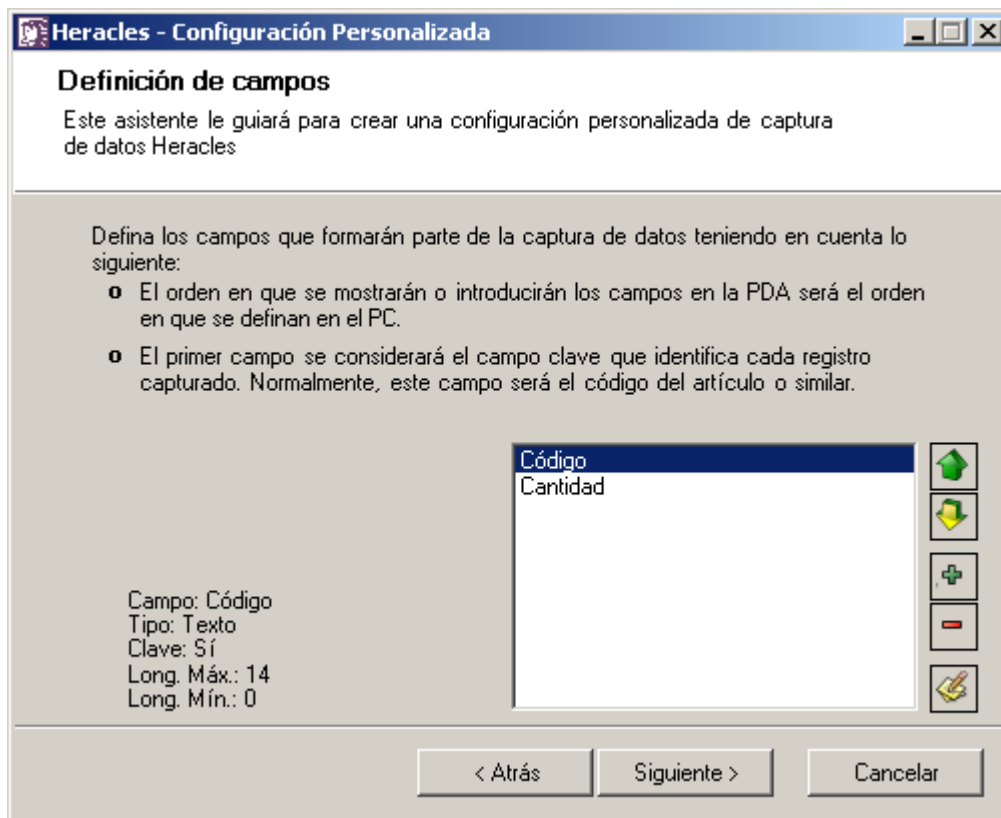 Heracles - Configuración Personalizada
Definición de campos
Este asistente le guiará para crear una configuración personalizada de captura
de datos Heracles
Defina los campos que formarán parte de la captura de datos teniendo en cuenta lo
siguiente:
o El orden en que se mostrarán o introducirán los campos en la PDA será el orden
en que se definan en el PC.
o El primer campo se considerará el campo clave que identifica cada registro
capturado. Normalmente, este campo será el código del artículo o similar.
Código
Cantidad
Campo: Código
Tipo: Texto
Clave: Sí
Long. Máx.: 14
Long. Mín.: 0
< Atrás
Siguiente >
Cancelar